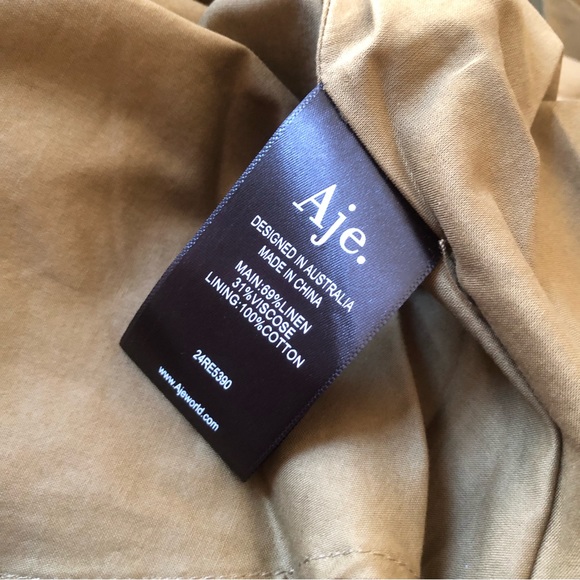 Aje.
DESIGNED IN AUSTRALIA
MADE IN CHINA
MAIN:69%LINEN
31%VISCOSE
LINING:100%COTTON
24RE5390
www.Ajeworld.com